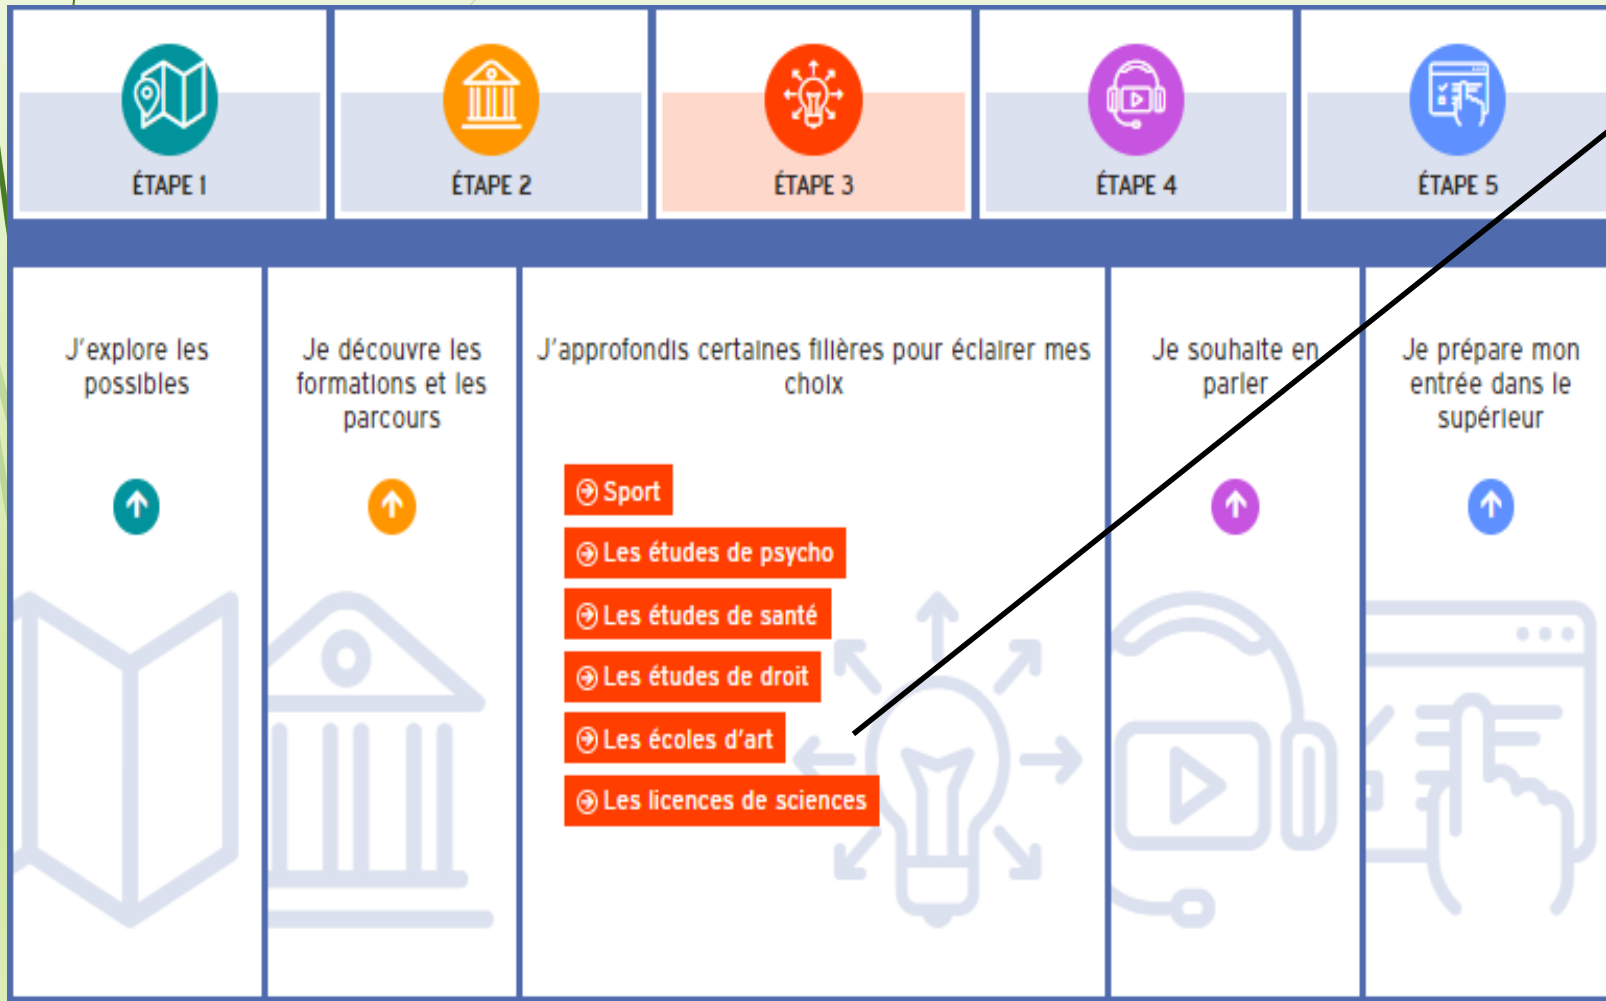 ÉTAPE 1
ÉTAPE 2
ÉTAPE 3
ÉTAPE 4
ÉTAPE 5
J'explore les
possibles
Je découvre les
formations et les
parcours
J'approfondis certaines filières pour éclairer mes
choix
Sport
Les études de psycho
Les études de santé
Les études de droit
Les écoles d'art
Les licences de sciences
Je souhaite en
parler
Je prépare mon
entrée dans le
supérieur